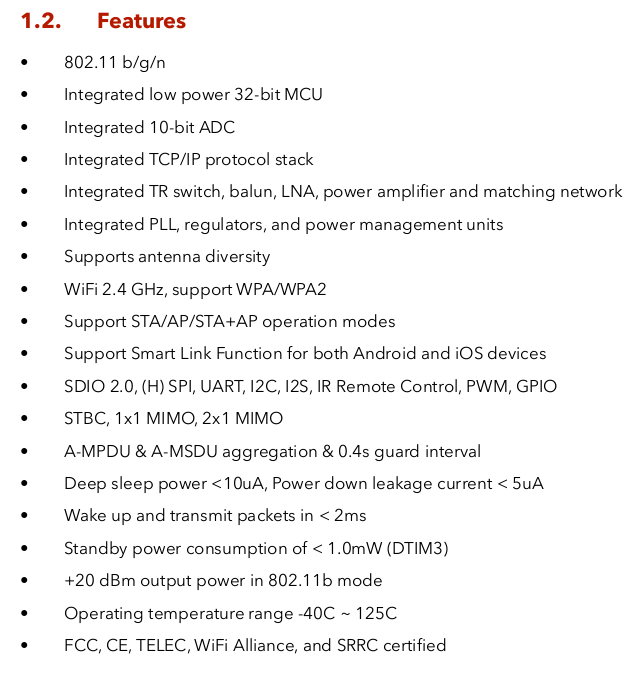 1.2. Features
• 802.11 b/g/n
• Integrated low power 32-bit MCU
• Integrated 10-bit ADC
• Integrated TCP/IP protocol stack
• Integrated TR switch, balun, LNA, power amplifier and matching network
• Integrated PLL, regulators, and power management units
• Supports antenna diversity
• WiFi 2.4 GHz, support WPA/WPA2
• Support STA/AP/STA+AP operation modes
• Support Smart Link Function for both Android and iOS devices
• SDIO 2.0, (H) SPI, UART, I2C, I2S, IR Remote Control, PWM, GPIO
• STBC, 1x1 MIMO, 2x1 MIMO
• A-MPDU & A-MSDU aggregation & 0.4s guard interval
• Deep sleep power <10uA, Power down leakage current < 5uA
• Wake up and transmit packets in < 2ms
• Standby power consumption of < 1.0mW (DTIM3)
• +20 dBm output power in 802.11b mode
• Operating temperature range -40C ~ 125C
• FCC, CE, TELEC, WiFi Alliance, and SRRC certified